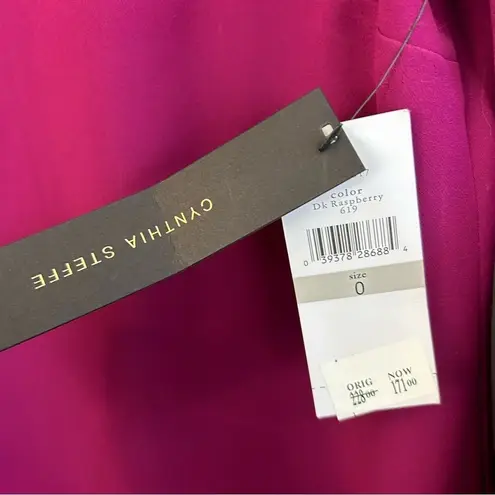 CYNTHIA STEFFE
color
Dk Raspberry
619
0 39378 28688 4
size
0
ORIG NOW
228.00 171.00